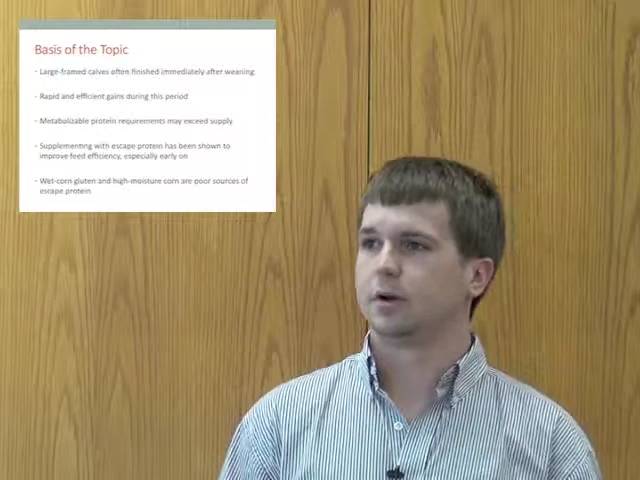 Basis of the Topic
· Large-framed calves often finished immediately after weaning
· Rapid and efficient gains during this period
· Metabolizable protein requirements may exceed supply
· Supplementing with escape protein has been shown to
improve feed efficiency, especially early on
· Wet-corn gluten and high-moisture corn are poor sources of
escape protein